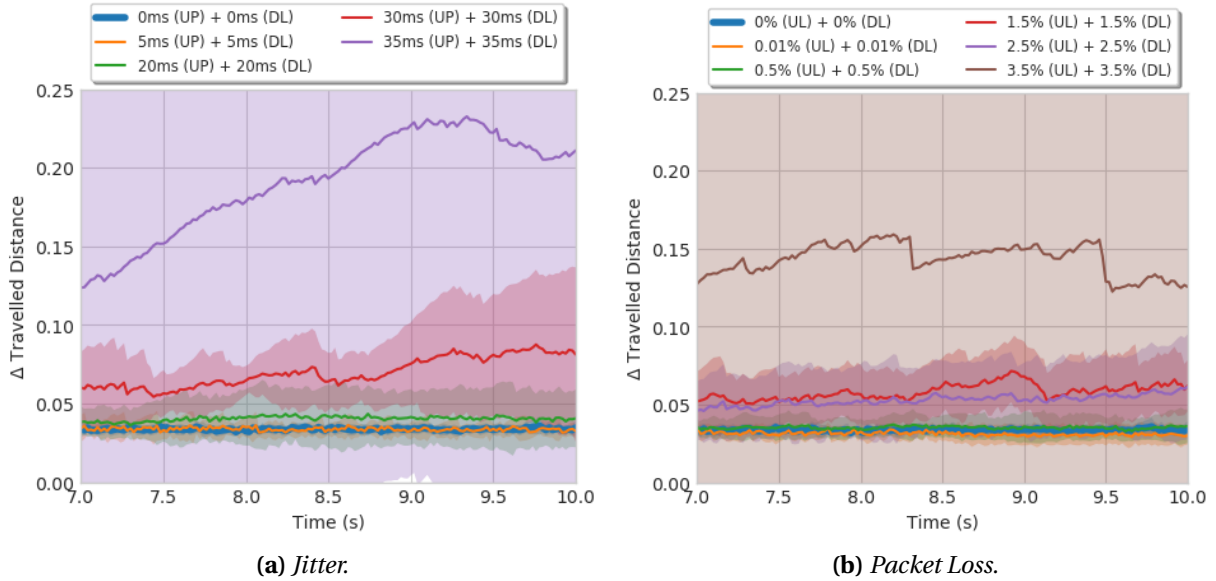 0ms (UP) + 0ms (DL)
5ms (UP) + 5ms (DL)
20ms (UP) + 20ms (DL)
30ms (UP) + 30ms (DL)
35ms (UP) + 35ms (DL)
0.25
0.20
0.15
0.10
0.05
0.00
Δ Travelled Distance
7.0 7.5 8.0 8.5 9.0 9.5 10.0
Time (s)
(a) Jitter.
0% (UL) + 0% (DL)
0.01% (UL) + 0.01% (DL)
0.5% (UL) + 0.5% (DL)
1.5% (UL) + 1.5% (DL)
2.5% (UL) + 2.5% (DL)
3.5% (UL) + 3.5% (DL)
0.25
0.20
0.15
0.10
0.05
0.00
Δ Travelled Distance
7.0 7.5 8.0 8.5 9.0 9.5 10.0
Time (s)
(b) Packet Loss.